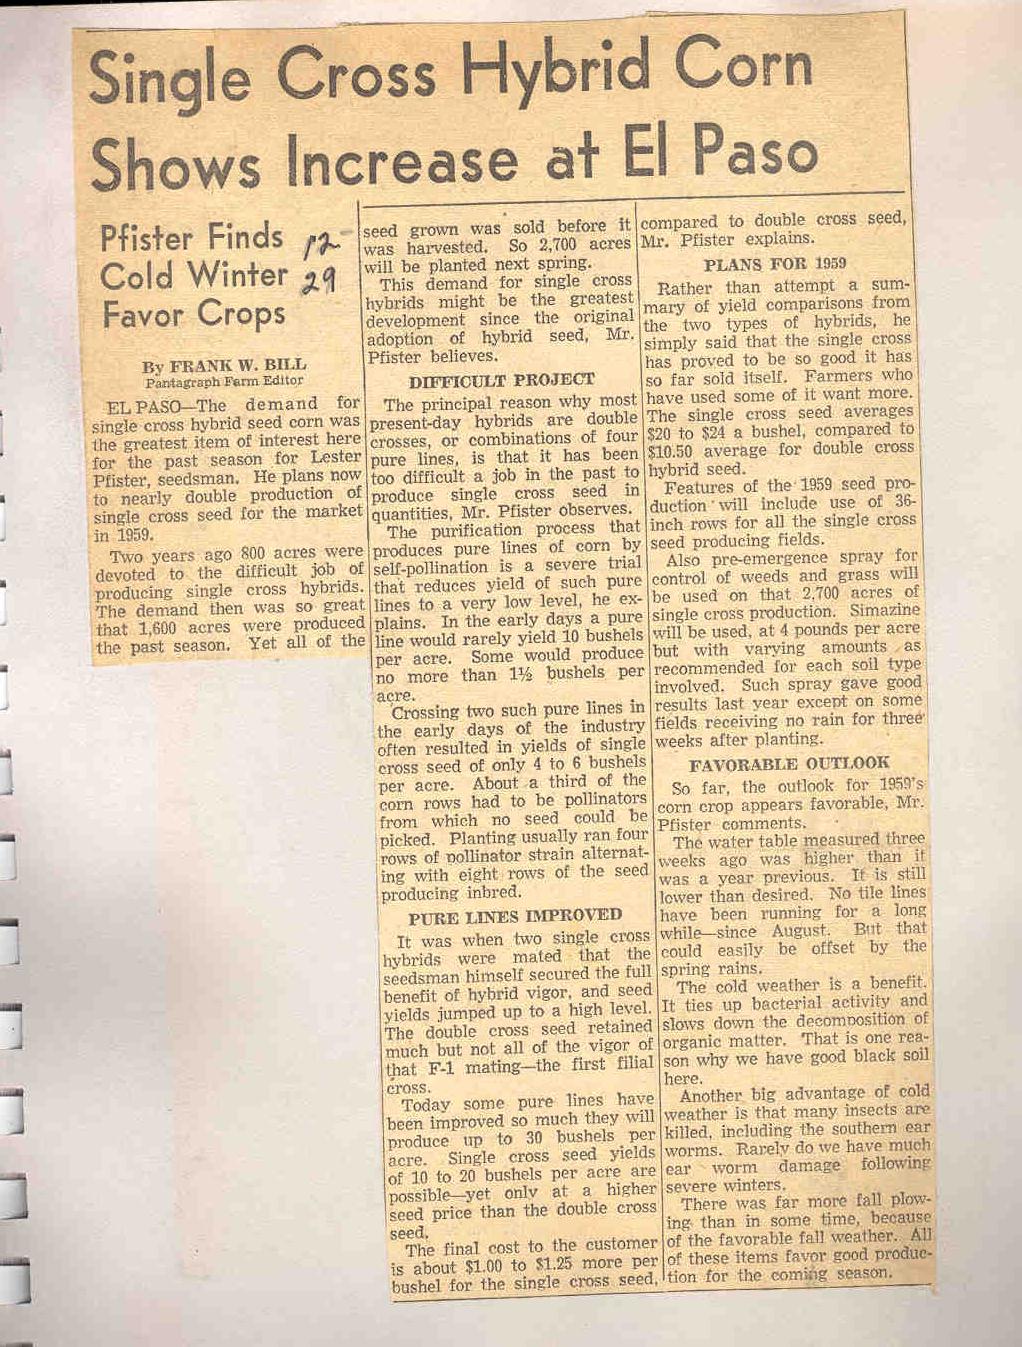 Single Cross Hybrid Corn
Shows Increase at El Paso
Pfister Finds
Cold Winter
Favor Crops
12-
29
By FRANK W. BILL
Pantagraph Farm Editor
EL PASO—The demand for
single cross hybrid seed corn was
the greatest item of interest here
for the past season for Lester
Pfister, seedsman. He plans now
to nearly double production of
single cross seed for the market
in 1959.
Two years ago 800 acres were
devoted to the difficult job of
producing single cross hybrids.
The demand then was so great
that 1,600 acres were produced
the past season. Yet all of the
seed grown was sold before it
was harvested. So 2,700 acres
will be planted next spring.
This demand for single cross
hybrids might be the greatest
development since the original
adoption of hybrid seed, Mr.
Pfister believes.
DIFFICULT PROJECT
The principal reason why most
present-day hybrids are double
crosses, or combinations of four
pure lines, is that it has been
too difficult a job in the past to
produce single cross seed in
quantities, Mr. Pfister observes.
The purification process that
produces pure lines of corn by
self-pollination is a severe trial
that reduces yield of such pure
lines to a very low level, he ex-
plains. In the early days a pure
line would rarely yield 10 bushels
per acre. Some would produce
no more than 1½ bushels per
acre.
Crossing two such pure lines in
the early days of the industry
often resulted in yields of single
cross seed of only 4 to 6 bushels
per acre. About a third of the
corn rows had to be pollinators
from which no seed could be
picked. Planting usually ran four
rows of pollinator strain alternat-
ing with eight rows of the seed
producing inbred.
PURE LINES IMPROVED
It was when two single cross
hybrids were mated that the
seedsman himself secured the full
benefit of hybrid vigor, and seed
yields jumped up to a high level.
The double cross seed retained
much but not all of the vigor of
that F-1 mating—the first filial
cross.
Today some pure lines have
been improved so much they will
produce up to 30 bushels per
acre. Single cross seed yields
of 10 to 20 bushels per acre are
possible—yet only at a higher
seed price than the double cross
seed.
The final cost to the customer
is about $1.00 to $1.25 more per
bushel for the single cross seed,
compared to double cross seed,
Mr. Pfister explains.
PLANS FOR 1959
Rather than attempt a sum-
mary of yield comparisons from
the two types of hybrids, he
simply said that the single cross
has proved to be so good it has
so far sold itself. Farmers who
have used some of it want more.
The single cross seed averages
$20 to $24 a bushel, compared to
$10.50 average for double cross
hybrid seed.
Features of the 1959 seed pro-
duction will include use of 36-
inch rows for all the single cross
seed producing fields.
Also pre-emergence spray for
control of weeds and grass will
be used on that 2,700 acres of
single cross production. Simazine
will be used, at 4 pounds per acre
but with varying amounts as
recommended for each soil type
involved. Such spray gave good
results last year except on some
fields receiving no rain for three
weeks after planting.
FAVORABLE OUTLOOK
So far, the outlook for 1959's
corn crop appears favorable, Mr.
Pfister comments.
The water table measured three
weeks ago was higher than it
was a year previous. It is still
lower than desired. No tile lines
have been running for a long
while—since August. But that
could easily be offset by the
spring rains.
The cold weather is a benefit.
It ties up bacterial activity and
slows down the decomposition of
organic matter. That is one rea-
son why we have good black soil
here.
Another big advantage of cold
weather is that many insects are
killed, including the southern ear
worms. Rarely do we have much
ear worm damage following
severe winters.
There was far more fall plow-
ing than in some time, because
of the favorable fall weather. All
of these items favor good produc-
tion for the coming season.